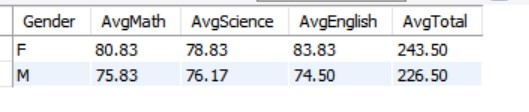 Gender AvgMath AvgScience AvgEnglish AvgTotal
F 80.83 78.83 83.83 243.50
M 75.83 76.17 74.50 226.50